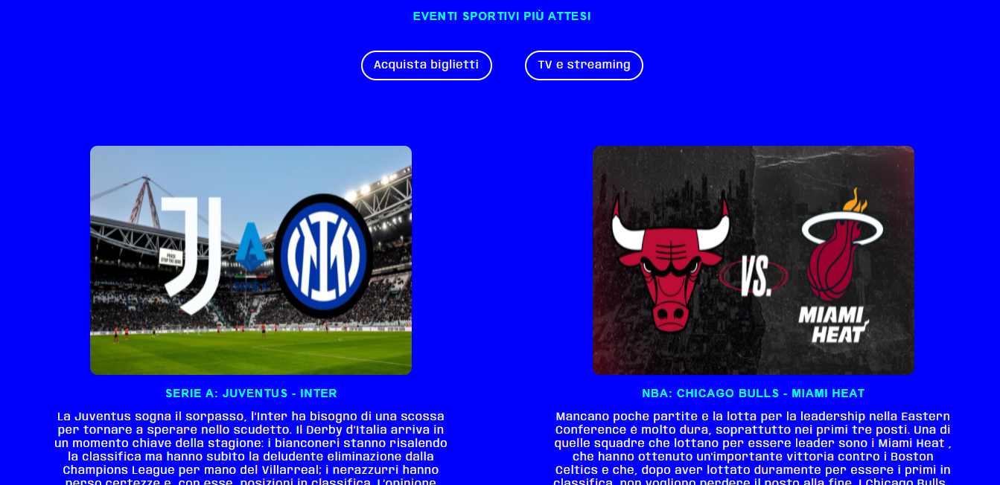 EVENTI SPORTIVI PIÙ ATTESI
Acquista biglietti
TV e streaming
PEACE
STOP THE WAR
VS.
MIAMI
HEAT
SERIE A: JUVENTUS - INTER
La Juventus sogna il sorpasso, l'Inter ha bisogno di una scossa
per tornare a sperare nello scudetto. Il Derby d'Italia arriva in
un momento chiave della stagione: i bianconeri stanno risalendo
la classifica ma hanno subito la deludente eliminazione dalla
Champions League per mano del Villarreal; i nerazzurri hanno
perso certezze e, con esse, posizioni in classifica. L'opinione
NBA: CHICAGO BULLS - MIAMI HEAT
Mancano poche partite e la lotta per la leadership nella Eastern
Conference è molto dura, soprattutto nei primi tre posti. Una di
quelle squadre che lottano per essere leader sono i Miami Heat ,
che hanno ottenuto un'importante vittoria contro i Boston
Celtics e che, dopo aver lottato duramente per essere i primi in
classifica, non vogliono perdere il posto alla fine. I Chicago Bulls,